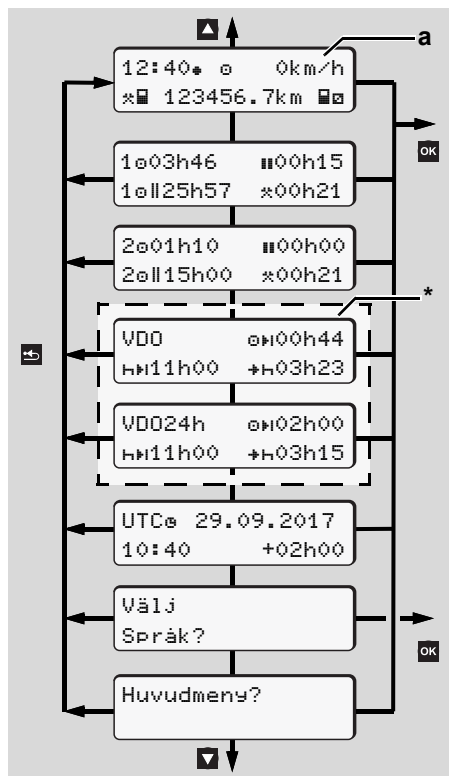 a
12:40 0km/h
123456.7km
OK
1 03h46 00h15
1 25h57 00h21
2 01h10 00h00
2 15h00 00h21
*
VDO 00h44
11h00 03h23
VDO24h 02h00
11h00 03h15
UTC 29.09.2017
10:40 +02h00
Välj
Språk?
OK
Huvudmeny?